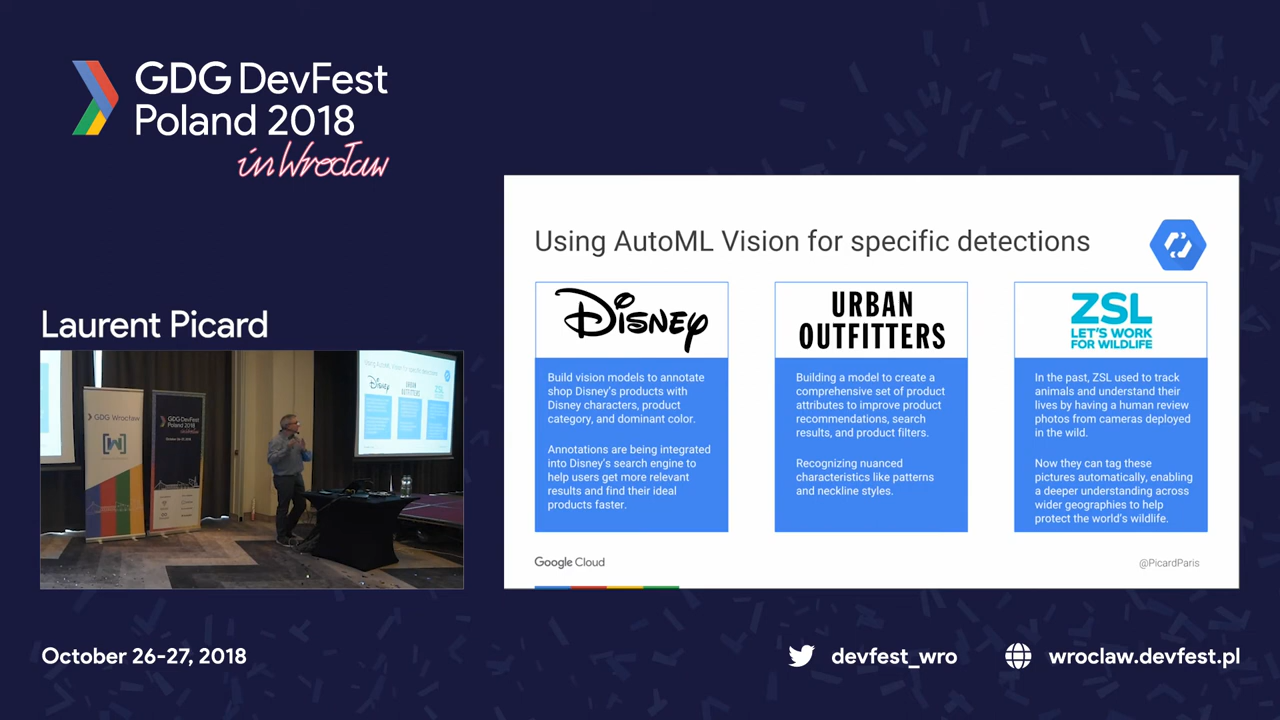 GDG DevFest
Poland 2018
in Wrocław
Laurent Picard
GDG Wrocław
GDG DevFest
Poland 2018
Using AutoML Vision for specific detections
Disney
URBAN
OUTFITTERS
ZSL
LET'S WORK
FOR WILDLIFE
Build vision models to annotate
shop Disney's products with
Disney characters, product
category, and dominant color.
Annotations are being integrated
into Disney's search engine to
help users get more relevant
results and find their ideal
products faster.
Building a model to create a
comprehensive set of product
attributes to improve product
recommendations, search
results, and product filters.
Recognizing nuanced
characteristics like patterns
and neckline styles.
In the past, ZSL used to track
animals and understand their
lives by having a human review
photos from cameras deployed
in the wild.
Now they can tag these
pictures automatically, enabling
a deeper understanding across
wider geographies to help
protect the world's wildlife.
Google Cloud
@PicardParis
October 26-27, 2018
devfest_wro
wroclaw.devfest.pl